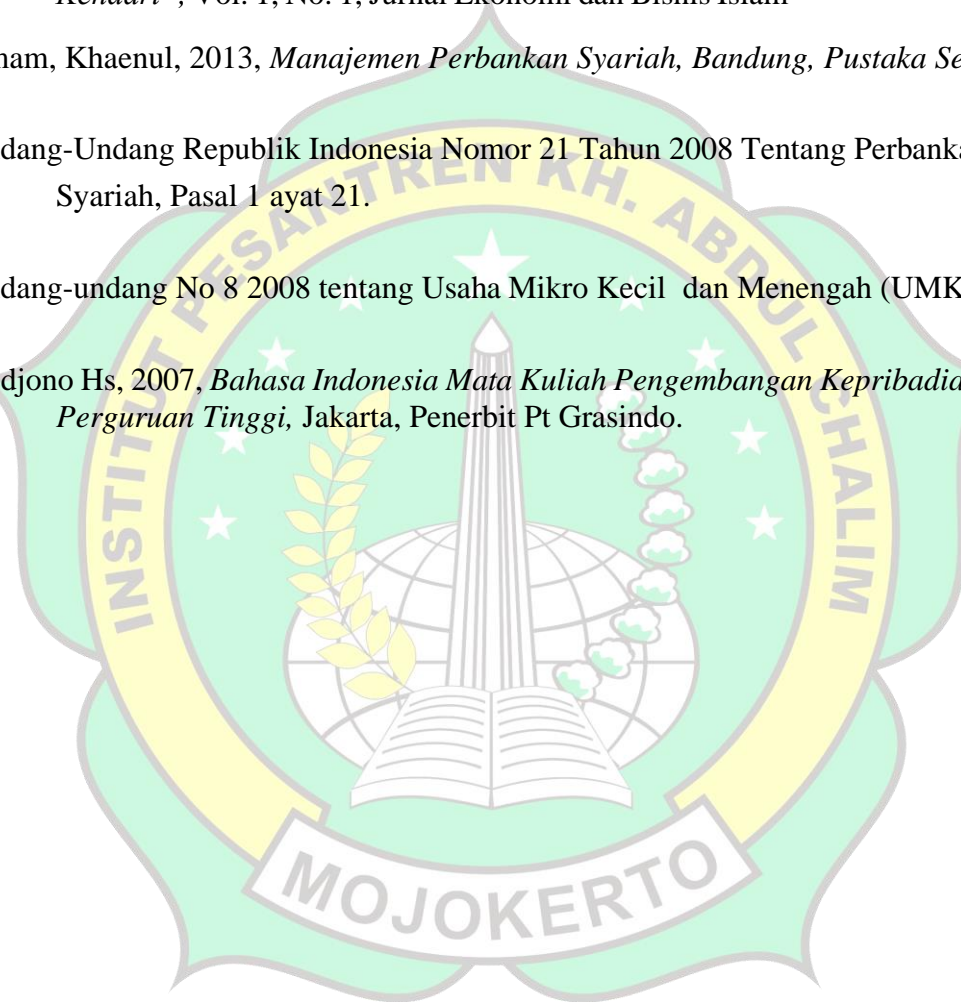 Kendari", Vol. 1, No. 1, Jurnal Ekonomi dan Bisnis Islam
nam, Khaenul, 2013, Manajemen Perbankan Syariah, Bandung, Pustaka Se
dang-Undang Republik Indonesia Nomor 21 Tahun 2008 Tentang Perbanka
Syariah, Pasal 1 ayat 21.
dang-undang No 8 2008 tentang Usaha Mikro Kecil dan Menengah (UMK
djono Hs, 2007, Bahasa Indonesia Mata Kuliah Pengembangan Kepribadia
Perguruan Tinggi, Jakarta, Penerbit Pt Grasindo.
INSTITUT PESANTREN KH. ABDUL CHALIM
MOJOKERTO